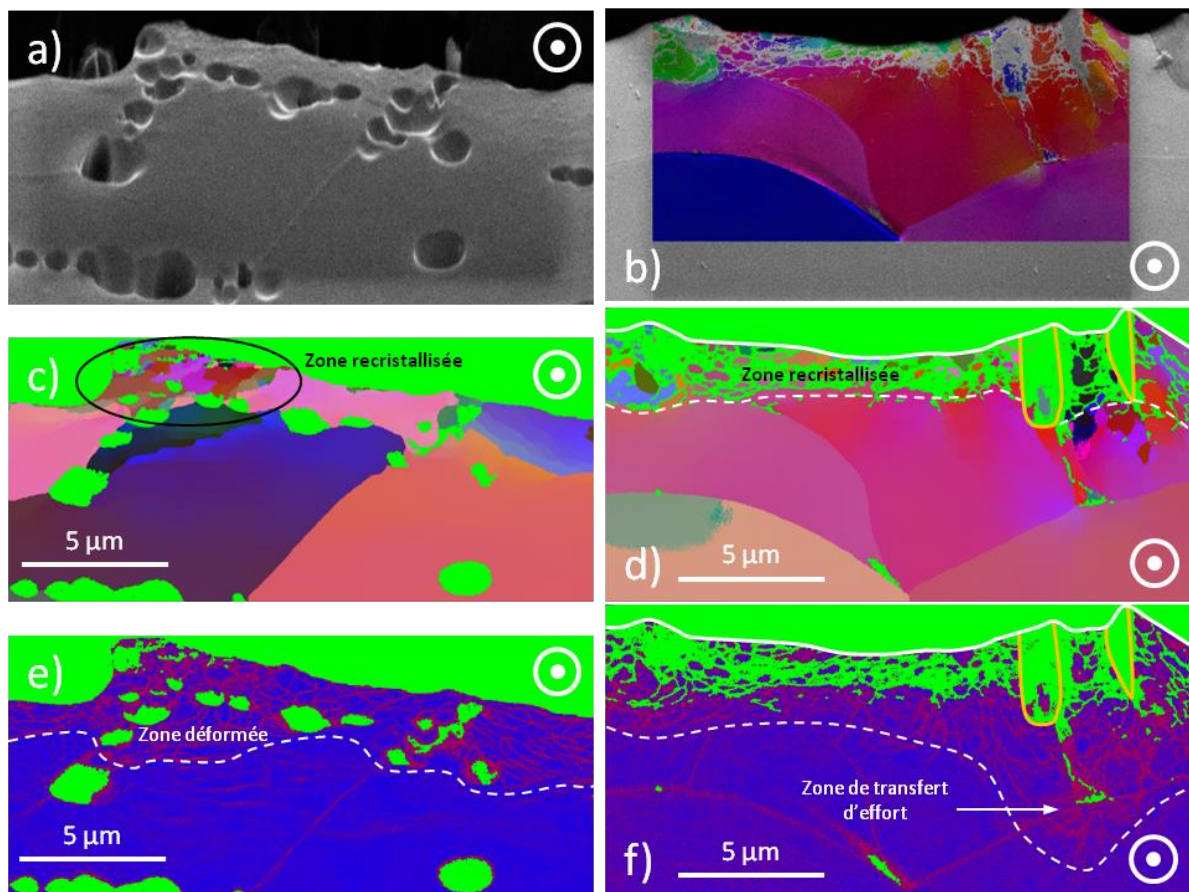 a)
b)
c)
Zone recristallisée
5 µm
d)
Zone recristallisée
5 µm
e)
Zone déformée
5 µm
f)
Zone de transfert
d’effort
5 µm